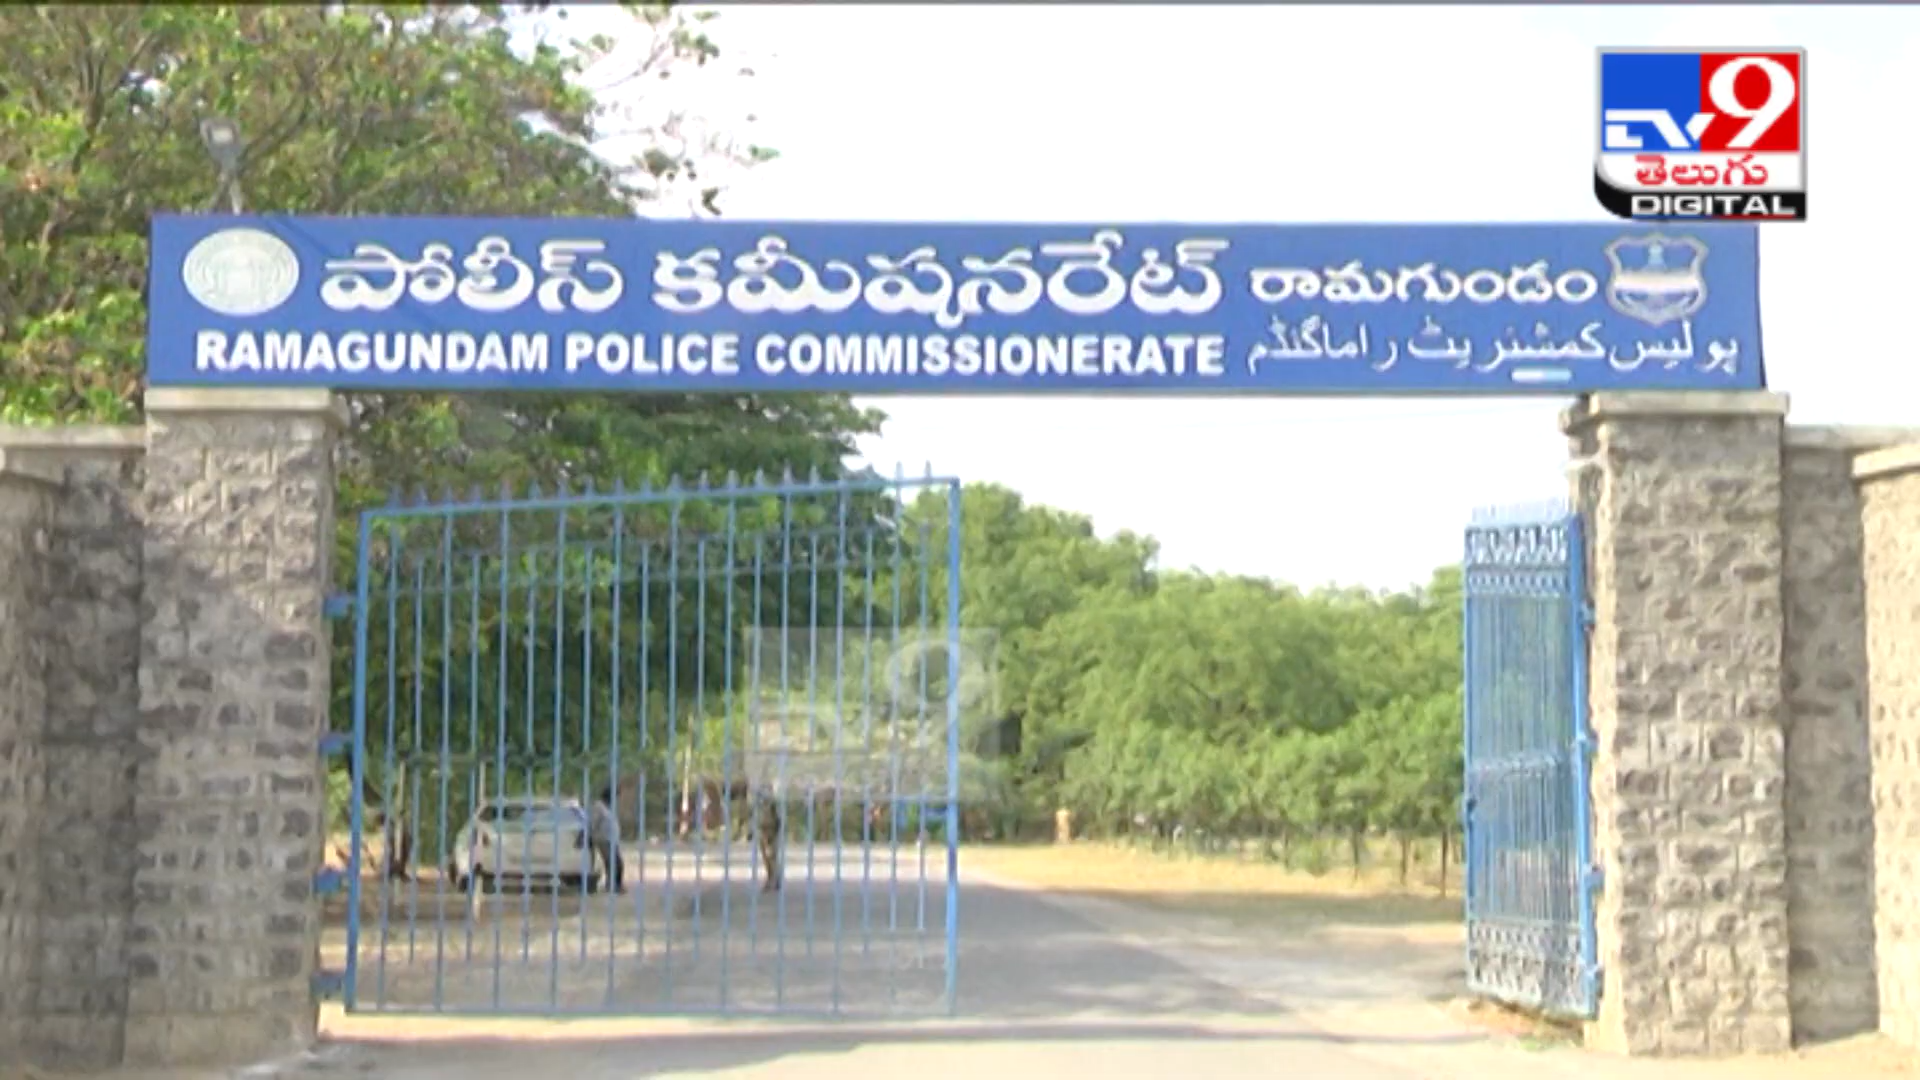 TV9
తెలుగు
DIGITAL
పోలీస్ కమీషనరేట్ రామగుండం
RAMAGUNDAM POLICE COMMISSIONERATE
پولیس کمشنریٹ راماگنڈم